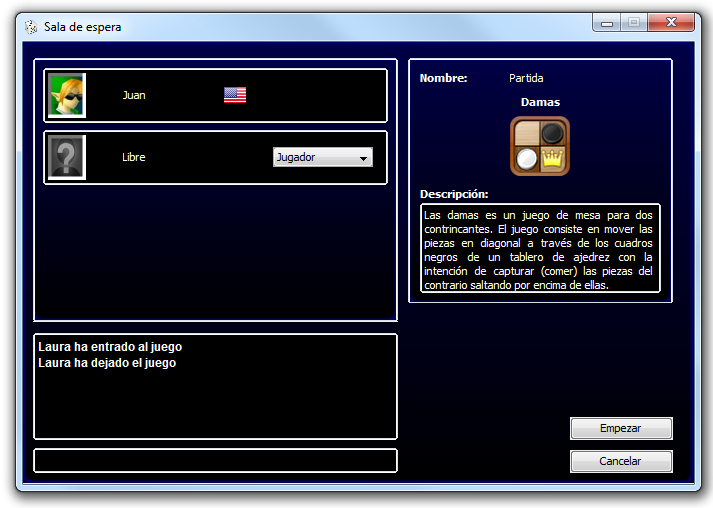 Sala de espera
Juan
Libre
Jugador
Laura ha entrado al juego
Laura ha dejado el juego
Nombre:
Partida
Damas
Descripción:
Las damas es un juego de mesa para dos
contrincantes. El juego consiste en mover las
piezas en diagonal a través de los cuadros
negros de un tablero de ajedrez con la
intención de capturar (comer) las piezas del
contrario saltando por encima de ellas.
Empezar
Cancelar